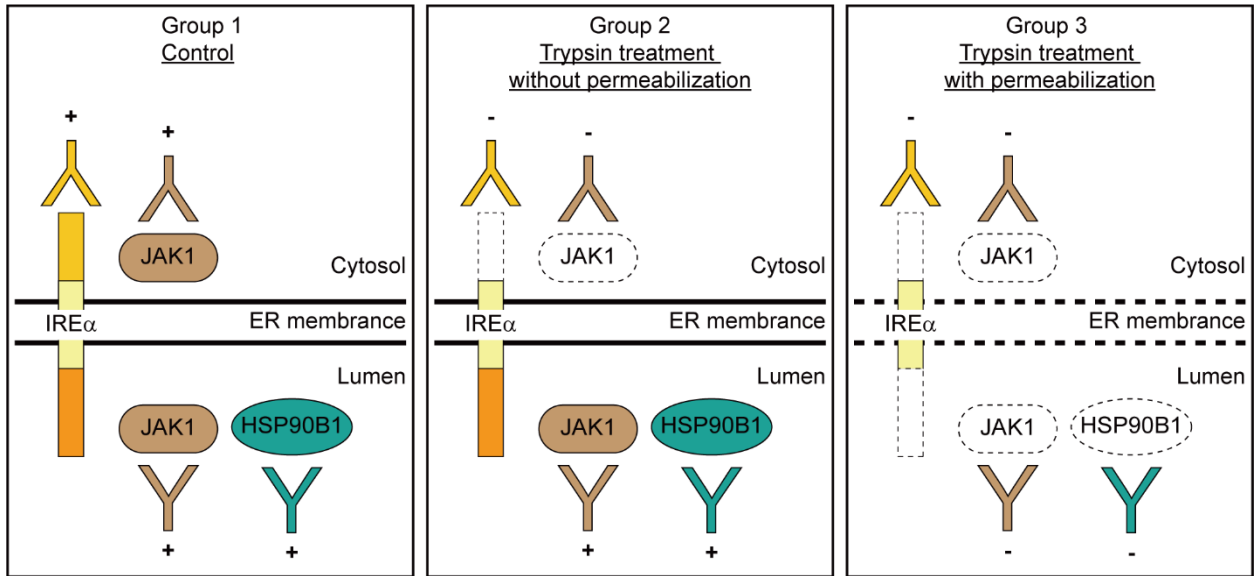 Group 1
Control
+
+
JAK1
Cytosol
IREα
ER membrance
Lumen
JAK1
HSP90B1
+
+
Group 2
Trypsin treatment
without permeabilization
-
-
JAK1
Cytosol
IREα
ER membrance
Lumen
JAK1
HSP90B1
+
+
Group 3
Trypsin treatment
with permeabilization
-
-
JAK1
Cytosol
IREα
ER membrance
Lumen
JAK1
HSP90B1
-
-